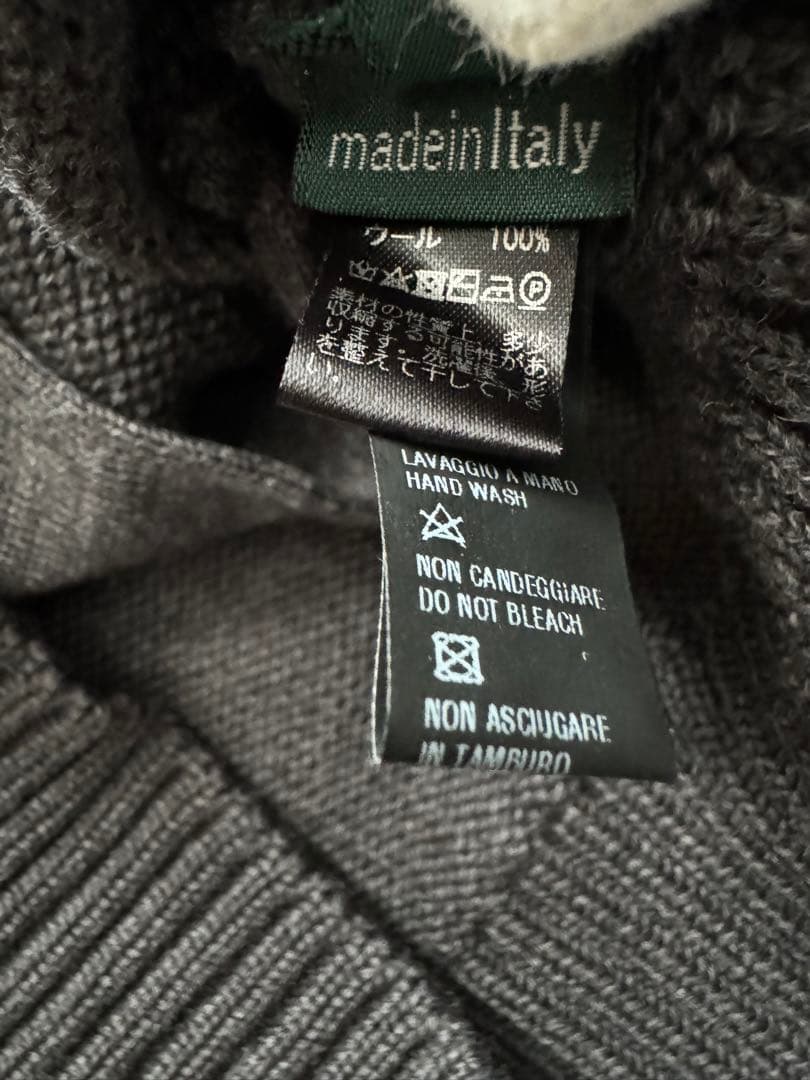 madeinItaly
ウール 100%
P
素材の性質上、多少
収縮する可能性があ
ります。洗濯後、形
を整えて干して下さ
い。
LAVAGGIO A MANO
HAND WASH
NON CANDEGGIARE
DO NOT BLEACH
NON ASCIUGARE
IN TAMBURO